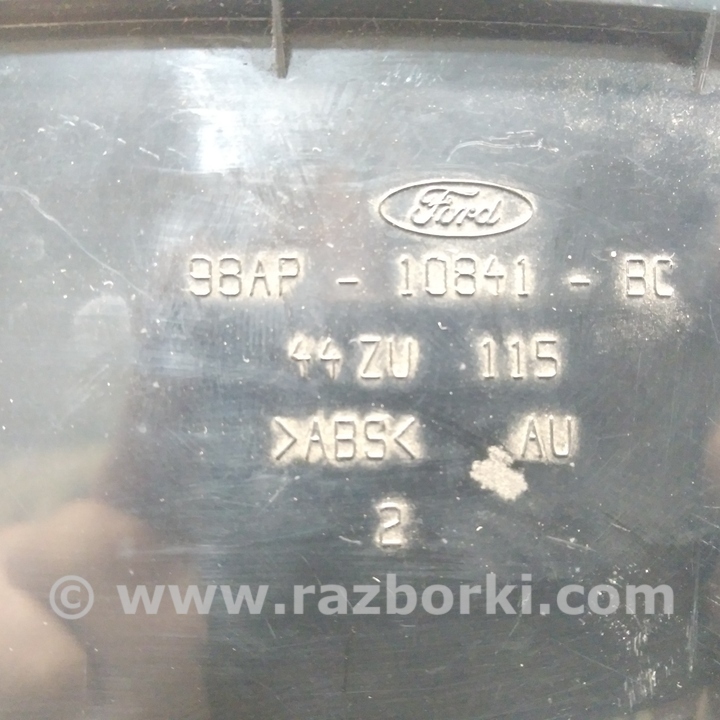 Ford
98AP - 10841 - BC
44ZU 115
>ABS< AU
2
© www.razborki.com